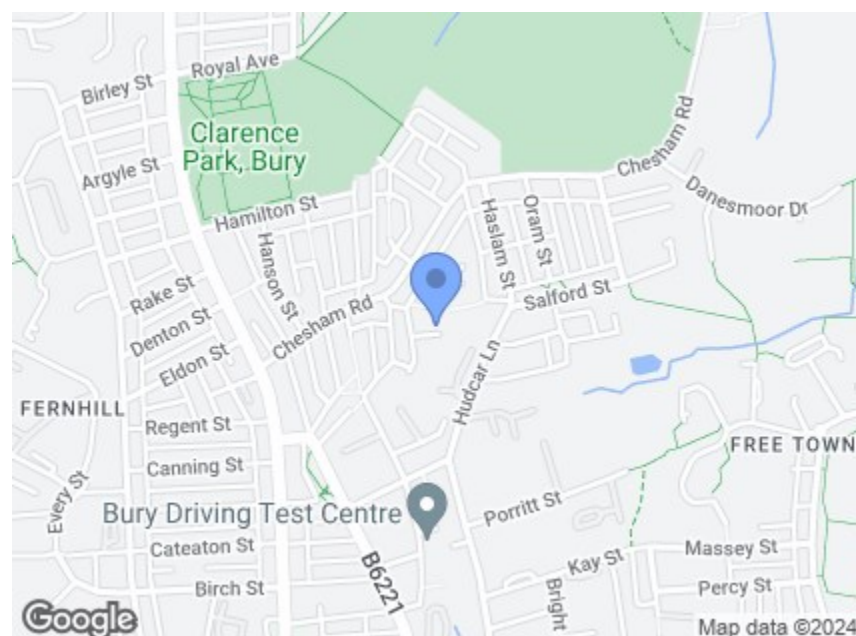 Royal Ave
Birley St
Clarence
Park, Bury
Argyle St
Chesham Rd
Danesmoor Dr
Hamilton St
Haslam St
Oram St
Hanson St
Rake St
Salford St
Chesham Rd
Denton St
Eldon St
Hudcar Ln
FERNHILL
Regent St
FREE TOWN
Canning St
Every St
Bury Driving Test Centre
Porritt St
Cateaton St
B6221
Kay St
Massey St
Birch St
Bright
Percy St
Google
Map data ©2024